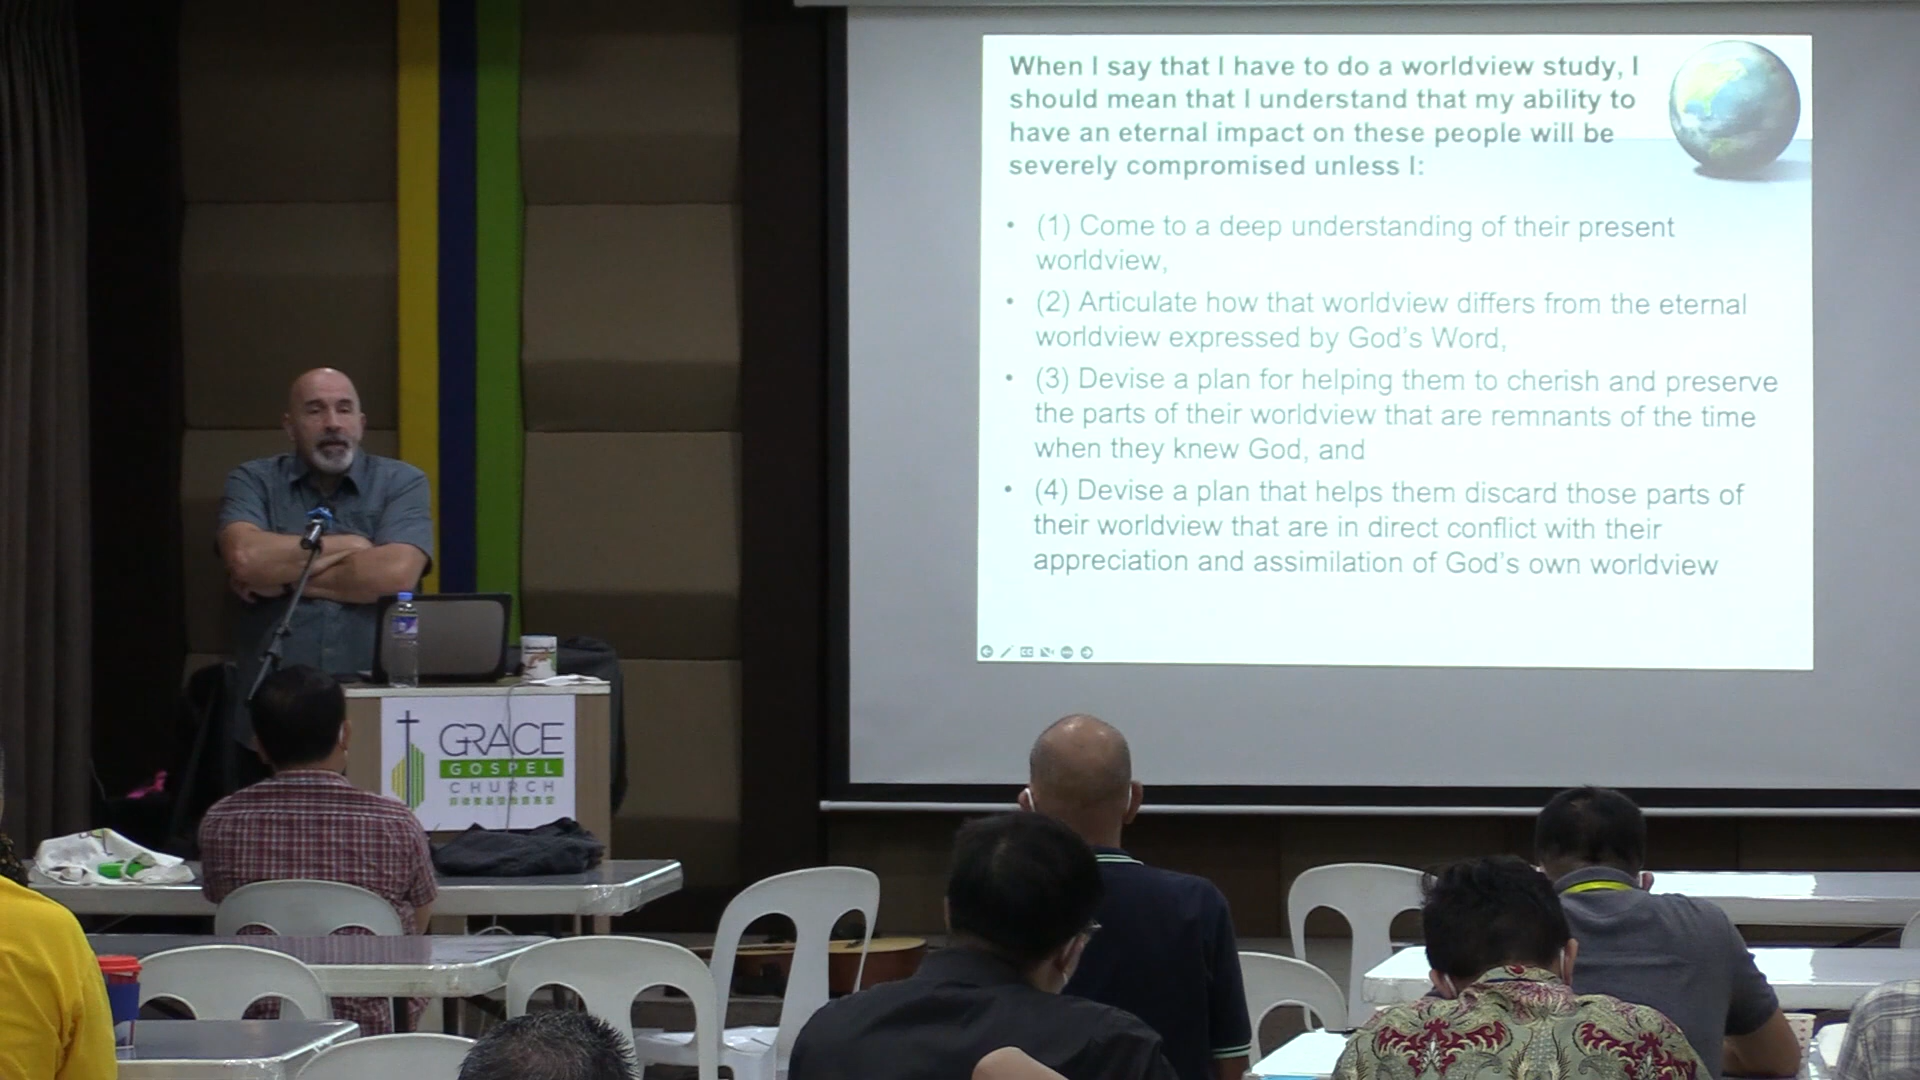 When I say that I have to do a worldview study, I
should mean that I understand that my ability to
have an eternal impact on these people will be
severely compromised unless I:
• (1) Come to a deep understanding of their present
worldview,
• (2) Articulate how that worldview differs from the eternal
worldview expressed by God's Word,
• (3) Devise a plan for helping them to cherish and preserve
the parts of their worldview that are remnants of the time
when they knew God, and
• (4) Devise a plan that helps them discard those parts of
their worldview that are in direct conflict with their
appreciation and assimilation of God's own worldview
GRACE
GOSPEL
CHURCH